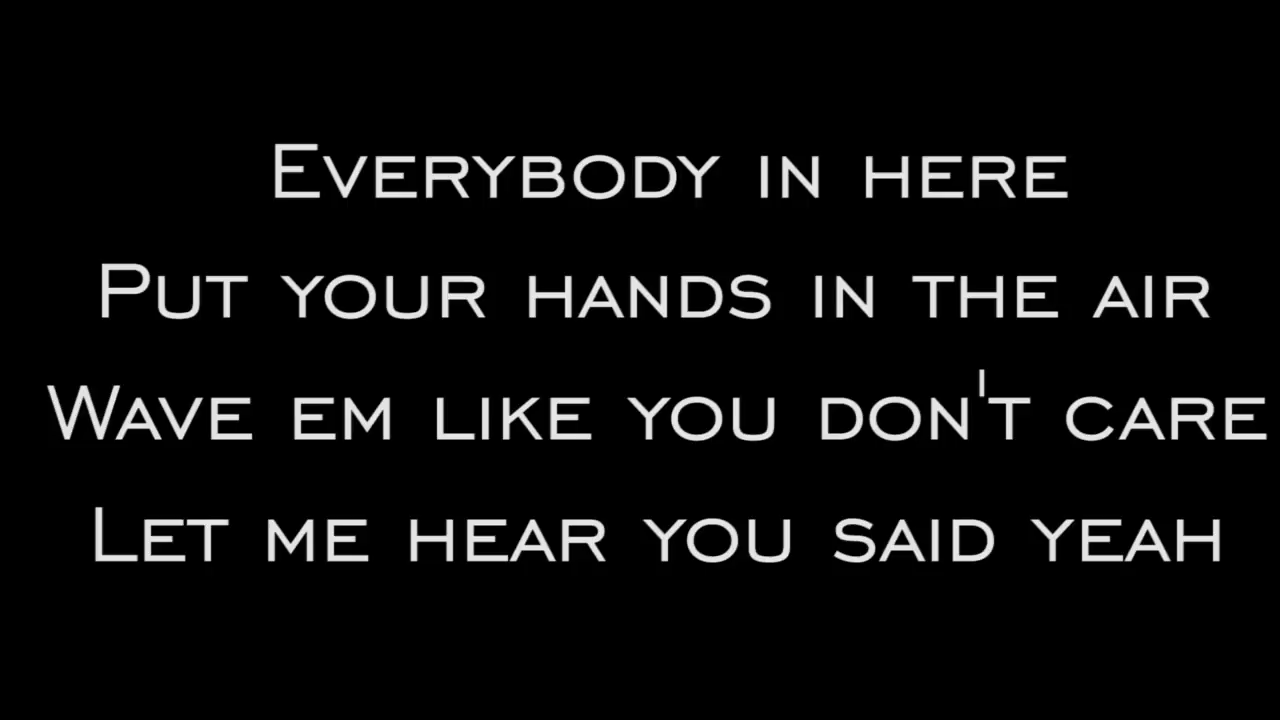 Everybody in here
Put your hands in the air
Wave em like you don't care
Let me hear you said yeah